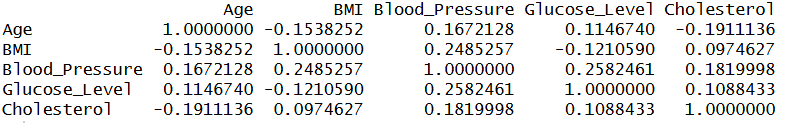 Age BMI Blood_Pressure Glucose_Level Cholesterol
Age 1.0000000 -0.1538252 0.1672128 0.1146740 -0.1911136
BMI -0.1538252 1.0000000 0.2485257 -0.1210590 0.0974627
Blood_Pressure 0.1672128 0.2485257 1.0000000 0.2582461 0.1819998
Glucose_Level 0.1146740 -0.1210590 0.2582461 1.0000000 0.1088433
Cholesterol -0.1911136 0.0974627 0.1819998 0.1088433 1.0000000